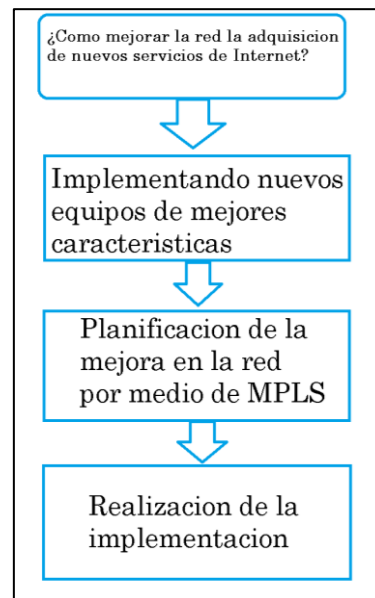 ¿Como mejorar la red la adquisicion
de nuevos servicios de Internet?
Implementando nuevos
equipos de mejores
caracteristicas
Planificacion de la
mejora en la red
por medio de MPLS
Realizacion de la
implementacion